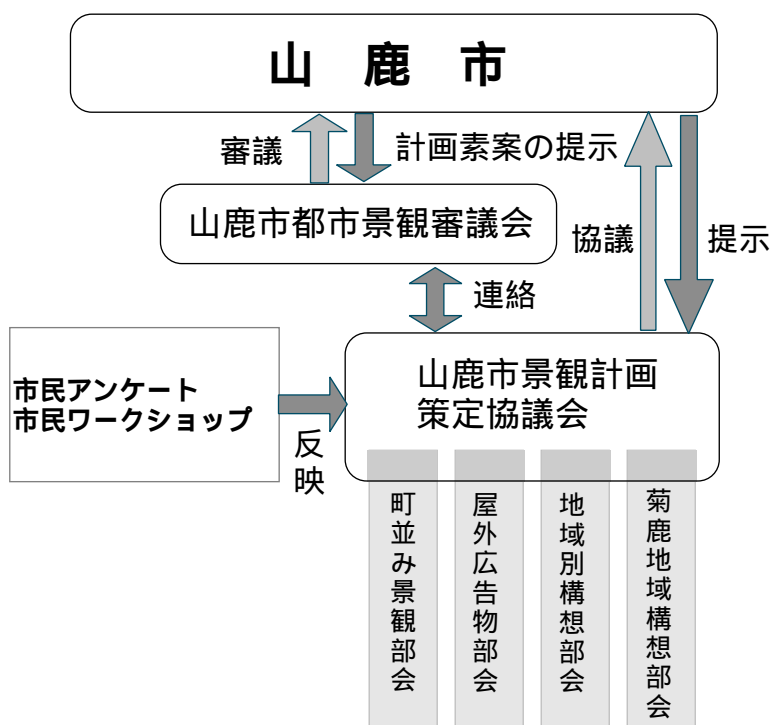 山 鹿 市
審議
計画素案の提示
山鹿市都市景観審議会
協議
提示
連絡
市民アンケート
市民ワークショップ
反映
山鹿市景観計画
策定協議会
町並み景観部会
屋外広告物部会
地域別構想部会
菊鹿地域構想部会